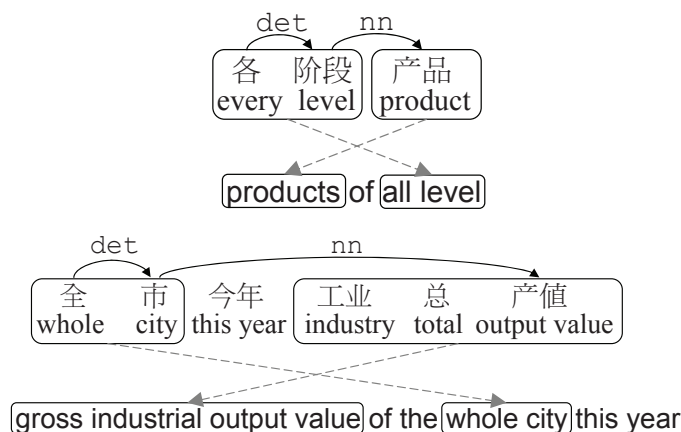 det nn
各 阶段 产品
every level product
products of all level
det nn
全 市 今年 工业 总 产值
whole city this year industry total output value
gross industrial output value of the whole city this year